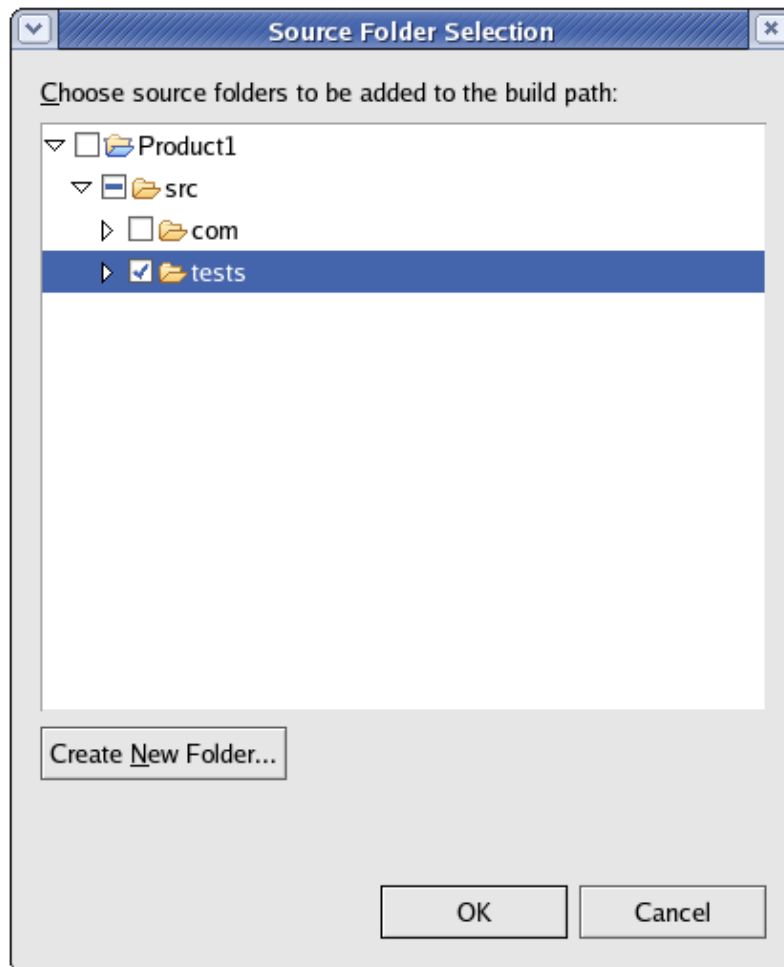 Source Folder Selection
Choose source folders to be added to the build path:
Product1
src
com
tests
Create New Folder...
OK
Cancel